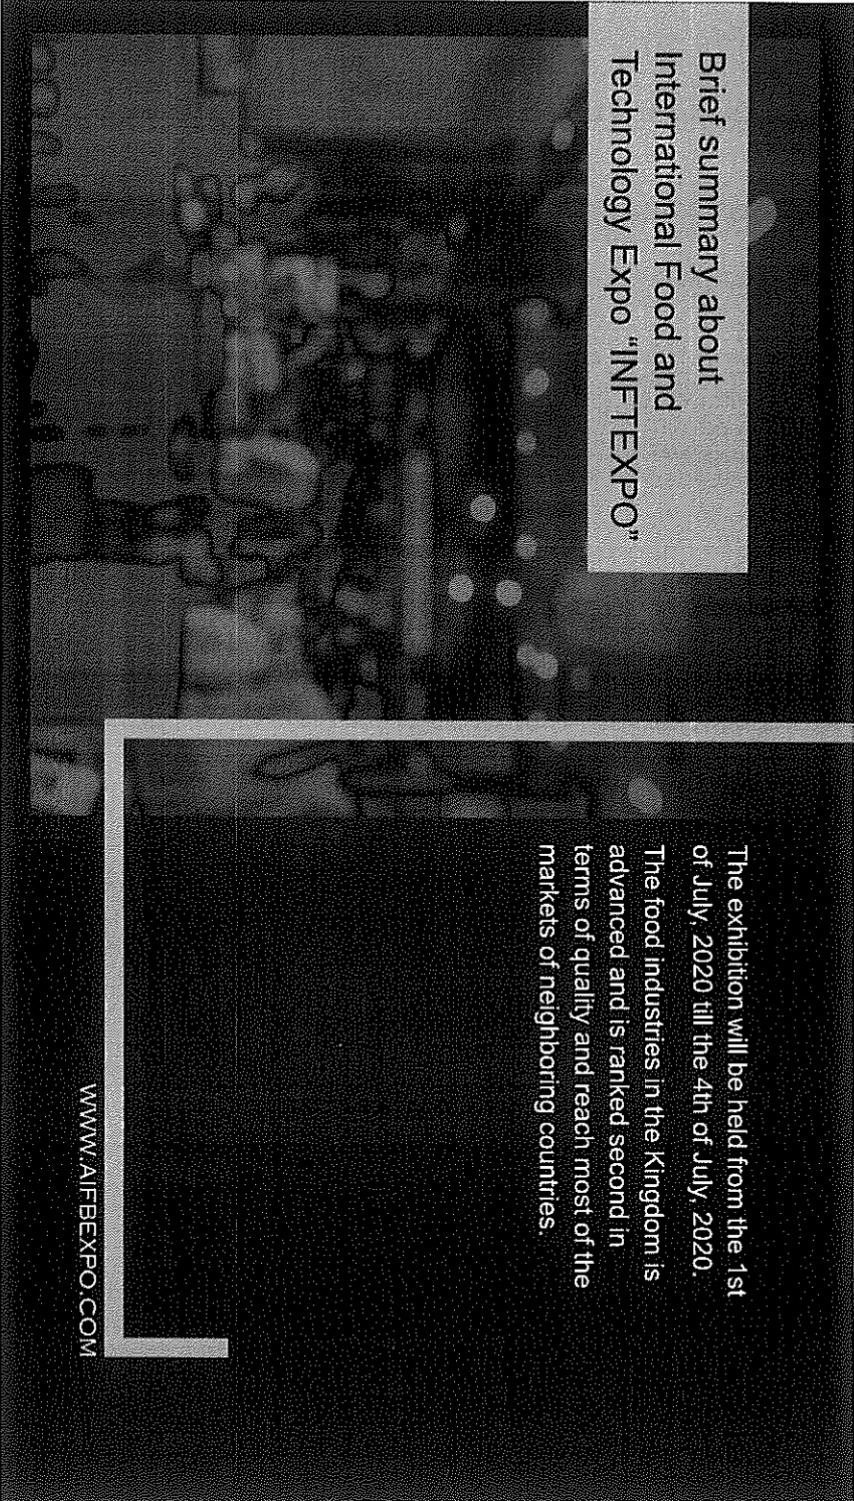 Brief summary about
International Food and
Technology Expo “INFTEXPO”
The exhibition will be held from the 1st
of July, 2020 till the 4th of July, 2020.
The food industries in the Kingdom is
advanced and is ranked second in
terms of quality and reach most of the
markets of neighboring countries.
WWW.AIFBEXPO.COM